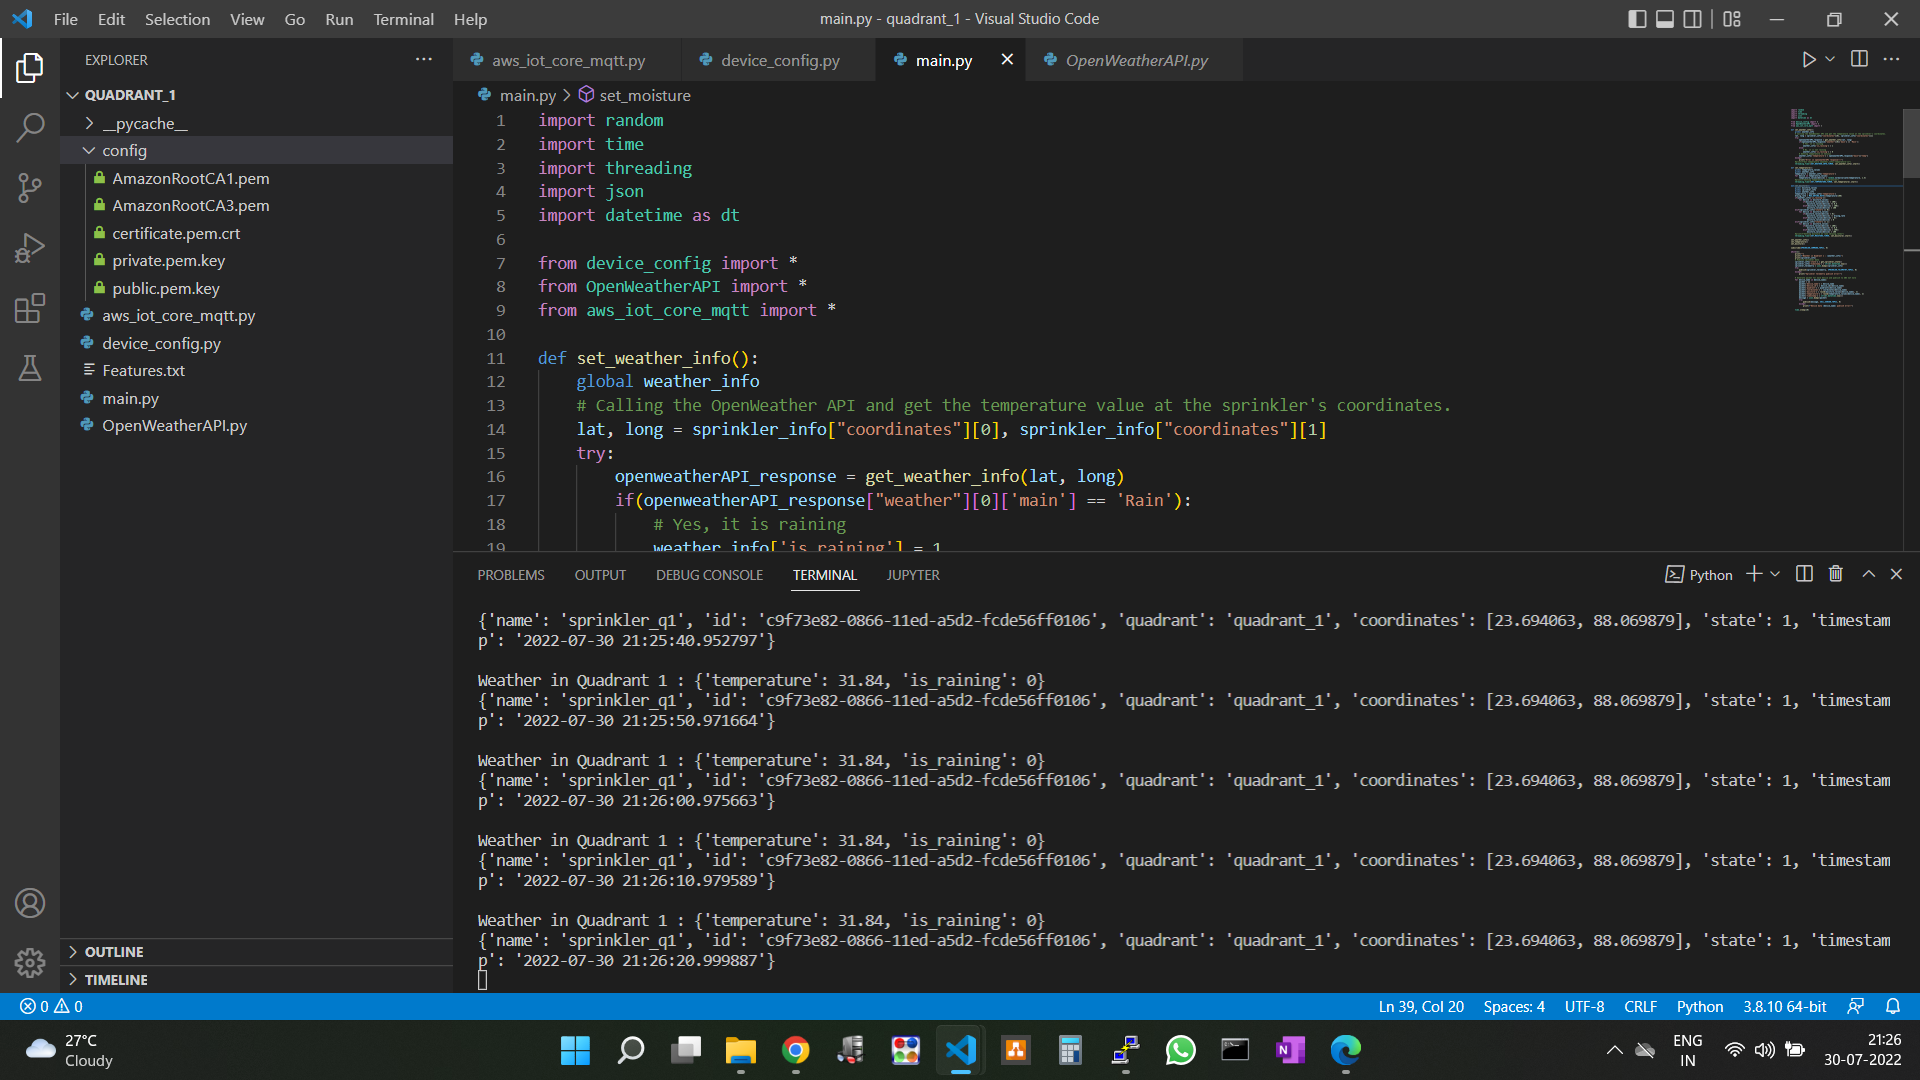 File Edit Selection View Go Run Terminal Help
main.py - quadrant_1 - Visual Studio Code
EXPLORER
QUADRANT_1
__pycache__
config
AmazonRootCA1.pem
AmazonRootCA3.pem
certificate.pem.crt
private.pem.key
public.pem.key
aws_iot_core_mqtt.py
device_config.py
Features.txt
main.py
OpenWeatherAPI.py
OUTLINE
TIMELINE
aws_iot_core_mqtt.py device_config.py main.py OpenWeatherAPI.py
main.py > set_moisture
1 import random
2 import time
3 import threading
4 import json
5 import datetime as dt
6
7 from device_config import *
8 from OpenWeatherAPI import *
9 from aws_iot_core_mqtt import *
10
11 def set_weather_info():
12 global weather_info
13 # Calling the OpenWeather API and get the temperature value at the sprinkler's coordinates.
14 lat, long = sprinkler_info["coordinates"][0], sprinkler_info["coordinates"][1]
15 try:
16 openweatherAPI_response = get_weather_info(lat, long)
17 if(openweatherAPI_response["weather"][0]['main'] == 'Rain'):
18 # Yes, it is raining
19 weather_info['is_raining'] = 1
PROBLEMS OUTPUT DEBUG CONSOLE TERMINAL JUPYTER
Python
{'name': 'sprinkler_q1', 'id': 'c9f73e82-0866-11ed-a5d2-fcde56ff0106', 'quadrant': 'quadrant_1', 'coordinates': [23.694063, 88.069879], 'state': 1, 'timestam
p': '2022-07-30 21:25:40.952797'}
Weather in Quadrant 1 : {'temperature': 31.84, 'is_raining': 0}
{'name': 'sprinkler_q1', 'id': 'c9f73e82-0866-11ed-a5d2-fcde56ff0106', 'quadrant': 'quadrant_1', 'coordinates': [23.694063, 88.069879], 'state': 1, 'timestam
p': '2022-07-30 21:25:50.971664'}
Weather in Quadrant 1 : {'temperature': 31.84, 'is_raining': 0}
{'name': 'sprinkler_q1', 'id': 'c9f73e82-0866-11ed-a5d2-fcde56ff0106', 'quadrant': 'quadrant_1', 'coordinates': [23.694063, 88.069879], 'state': 1, 'timestam
p': '2022-07-30 21:26:00.975663'}
Weather in Quadrant 1 : {'temperature': 31.84, 'is_raining': 0}
{'name': 'sprinkler_q1', 'id': 'c9f73e82-0866-11ed-a5d2-fcde56ff0106', 'quadrant': 'quadrant_1', 'coordinates': [23.694063, 88.069879], 'state': 1, 'timestam
p': '2022-07-30 21:26:10.979589'}
Weather in Quadrant 1 : {'temperature': 31.84, 'is_raining': 0}
{'name': 'sprinkler_q1', 'id': 'c9f73e82-0866-11ed-a5d2-fcde56ff0106', 'quadrant': 'quadrant_1', 'coordinates': [23.694063, 88.069879], 'state': 1, 'timestam
p': '2022-07-30 21:26:20.999887'}
0 0
Ln 39, Col 20 Spaces: 4 UTF-8 CRLF Python 3.8.10 64-bit
27°C
Cloudy
ENG
IN
21:26
30-07-2022